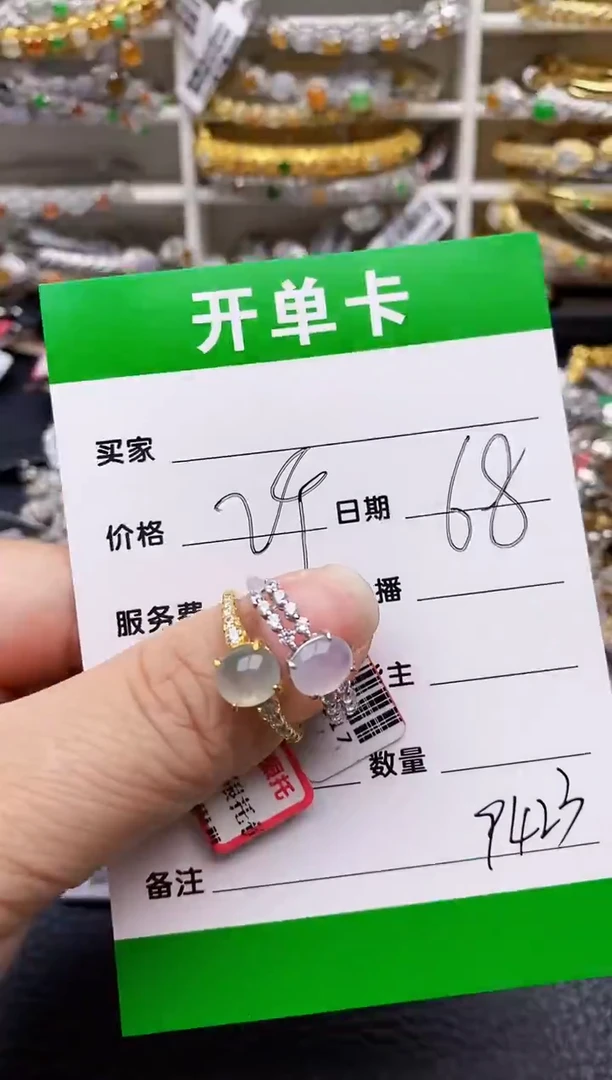 开单卡
买家
价格 日期 68
服务费 播
主
数量
P423
备注